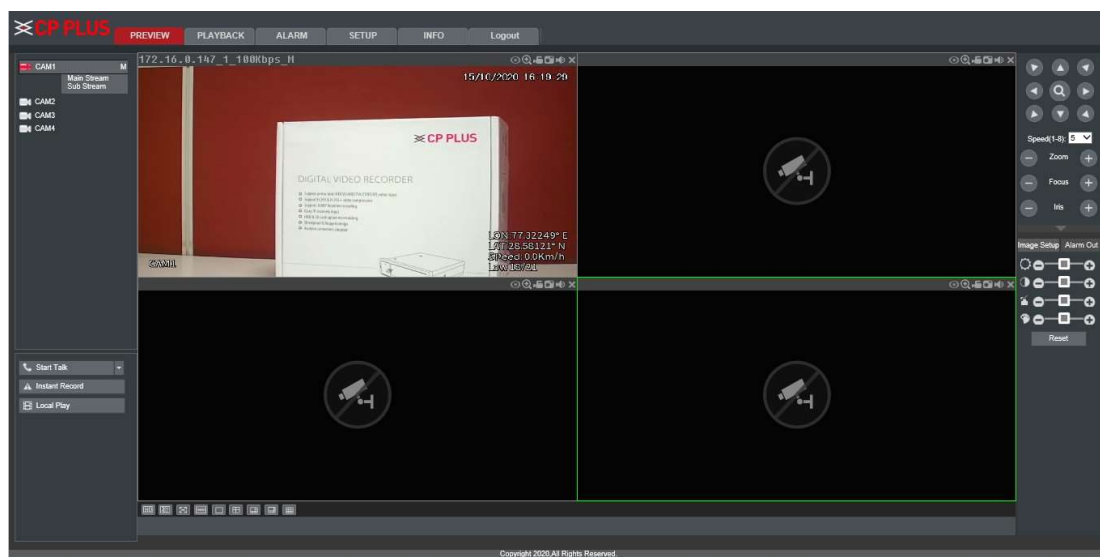 CP PLUS
PREVIEW PLAYBACK ALARM SETUP INFO Logout
CAM1 M
Main Stream
Sub Stream
CAM2
CAM3
CAM4
Start Talk
Instant Record
Local Play
172.16.0.147_1_100Kbps_M
15/10/2020 16:19:29
CP PLUS
DIGITAL VIDEO RECORDER
LON:77.32249° E
LAT:28.58121° N
Speed:0.0Km/h
CAM1
Speed(1-8): 5
Zoom
Focus
Iris
Image Setup Alarm Out
Reset
Copyright 2020,All Rights Reserved.